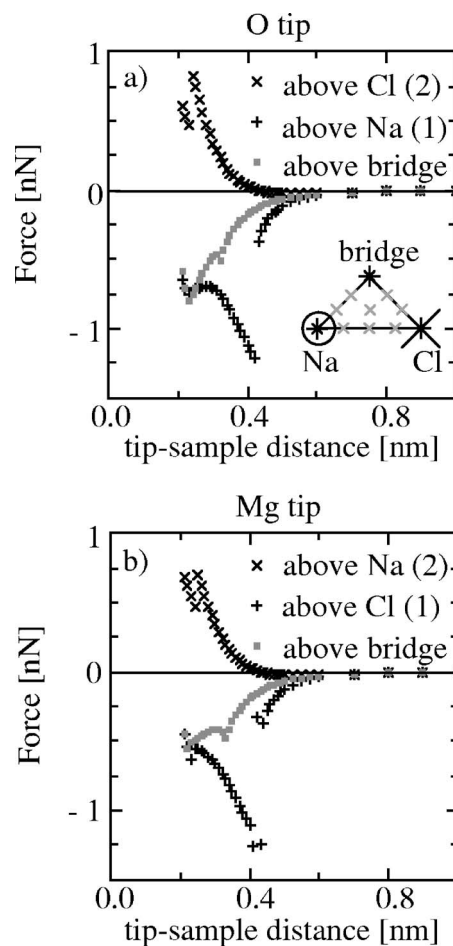 O tip
1
a)
× above Cl (2)
+ above Na (1)
▪ above bridge
0
Force [nN]
bridge
- 1
Na
Cl
0.0 0.4 0.8
tip-sample distance [nm]
Mg tip
1
b)
× above Na (2)
+ above Cl (1)
▪ above bridge
0
Force [nN]
- 1
0.0 0.4 0.8
tip-sample distance [nm]